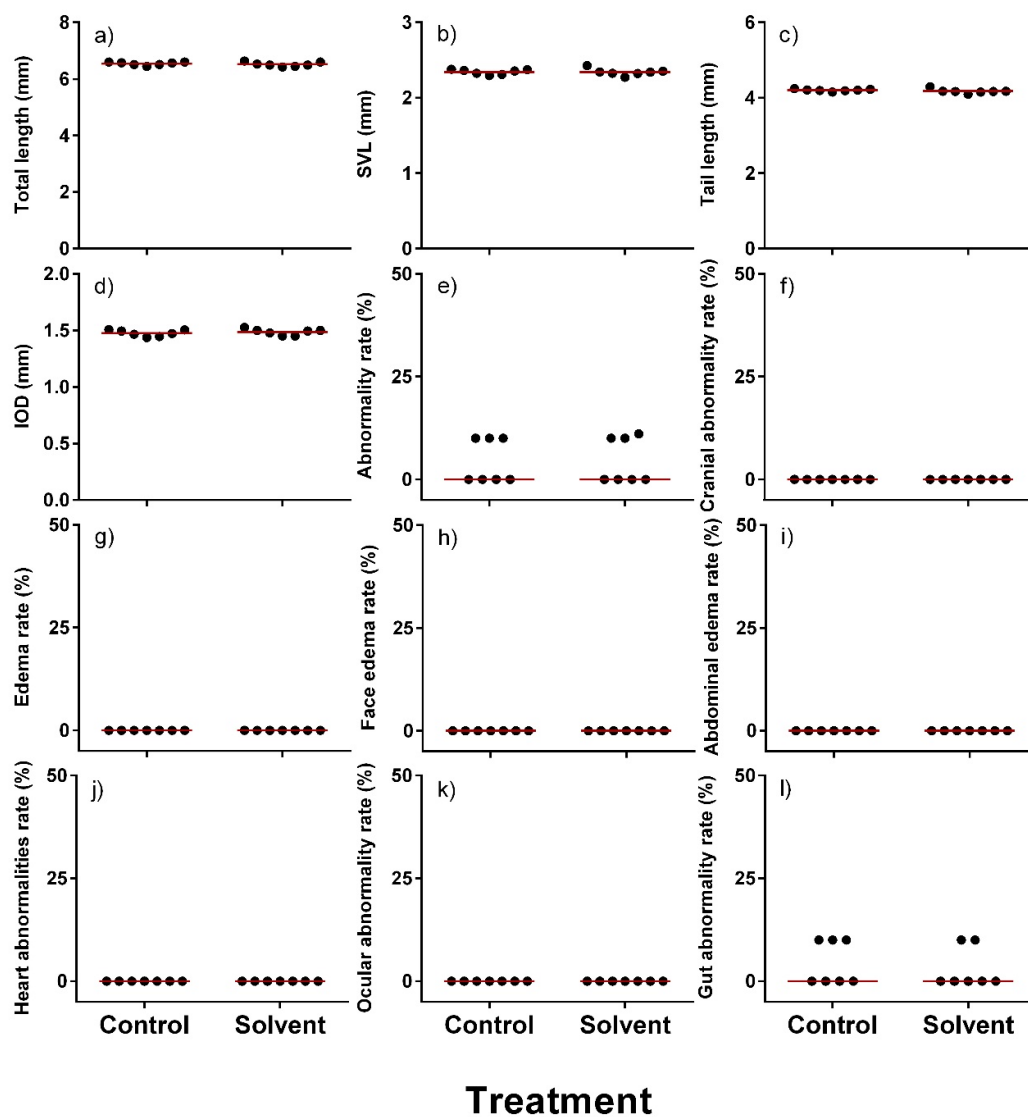 a)
Total length (mm)
8
6
4
2
0
b)
SVL (mm)
3
2
1
0
c)
Tail length (mm)
6
4
2
0
d)
IOD (mm)
2.0
1.5
1.0
0.5
0.0
e)
Abnormality rate (%)
50
25
0
f)
Cranial abnormality rate (%)
50
25
0
g)
Edema rate (%)
50
25
0
h)
Face edema rate (%)
50
25
0
i)
Abdominal edema rate (%)
50
25
0
j)
Heart abnormalities rate (%)
50
25
0
Control Solvent
k)
Ocular abnormality rate (%)
50
25
0
Control Solvent
l)
Gut abnormality rate (%)
50
25
0
Control Solvent
Treatment